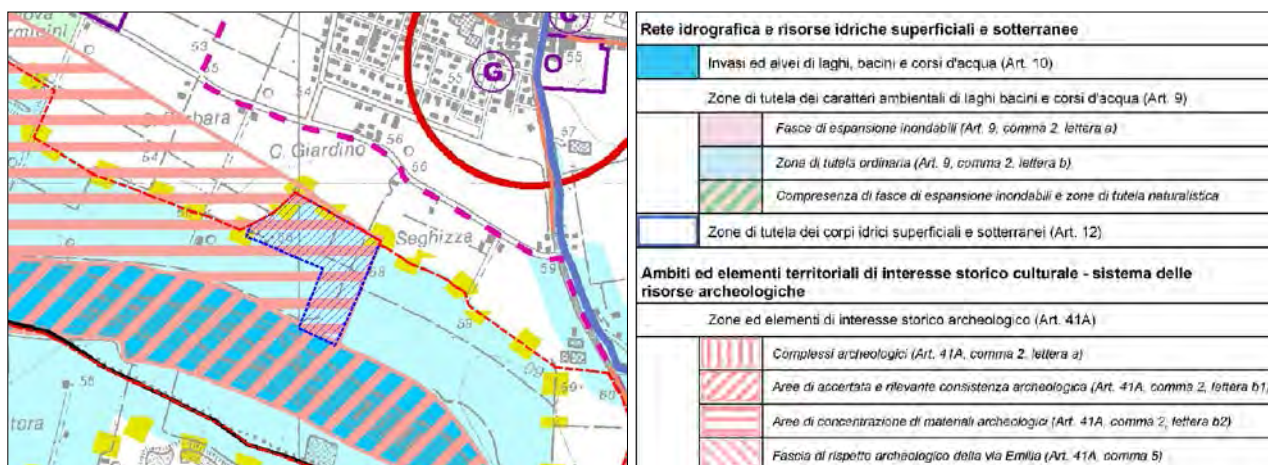 53
55
54
C. Giardino
56
56
64
G
C
O
55
57
Seghizza
58
59
59
59
60
55
tora
Rete idrografica e risorse idriche superficiali e sotterranee
Invasi ed alvei di laghi, bacini e corsi d'acqua (Art. 10)
Zone di tutela dei caratteri ambientali di laghi bacini e corsi d'acqua (Art. 9)
Fasce di espansione inondabili (Art. 9, comma 2, lettera a)
Zone di tutela ordinaria (Art. 9, comma 2, lettera b)
Compresenza di fasce di espansione inondabili e zone di tutela naturalistica
Zone di tutela dei corpi idrici superficiali e sotterranei (Art. 12)
Ambiti ed elementi territoriali di interesse storico culturale - sistema delle
risorse archeologiche
Zone ed elementi di interesse storico archeologico (Art. 41A)
Complessi archeologici (Art. 41A, comma 2, lettera a)
Aree di accertata e rilevante consistenza archeologica (Art. 41A, comma 2, lettera b1)
Aree di concentrazione di materiali archeologici (Art. 41A, comma 2, lettera b2)
Fascia di rispetto archeologico della via Emilia (Art. 41A, comma 5)